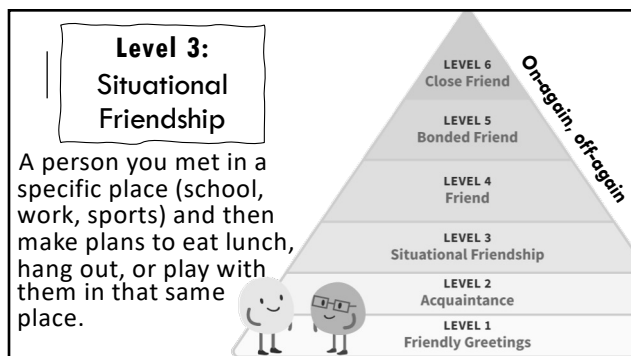 Level 3:
Situational
Friendship
A person you met in a
specific place (school,
work, sports) and then
make plans to eat lunch,
hang out, or play with
them in that same
place.
LEVEL 6
Close Friend
LEVEL 5
Bonded Friend
LEVEL 4
Friend
LEVEL 3
Situational Friendship
LEVEL 2
Acquaintance
LEVEL 1
Friendly Greetings
On-again, off-again